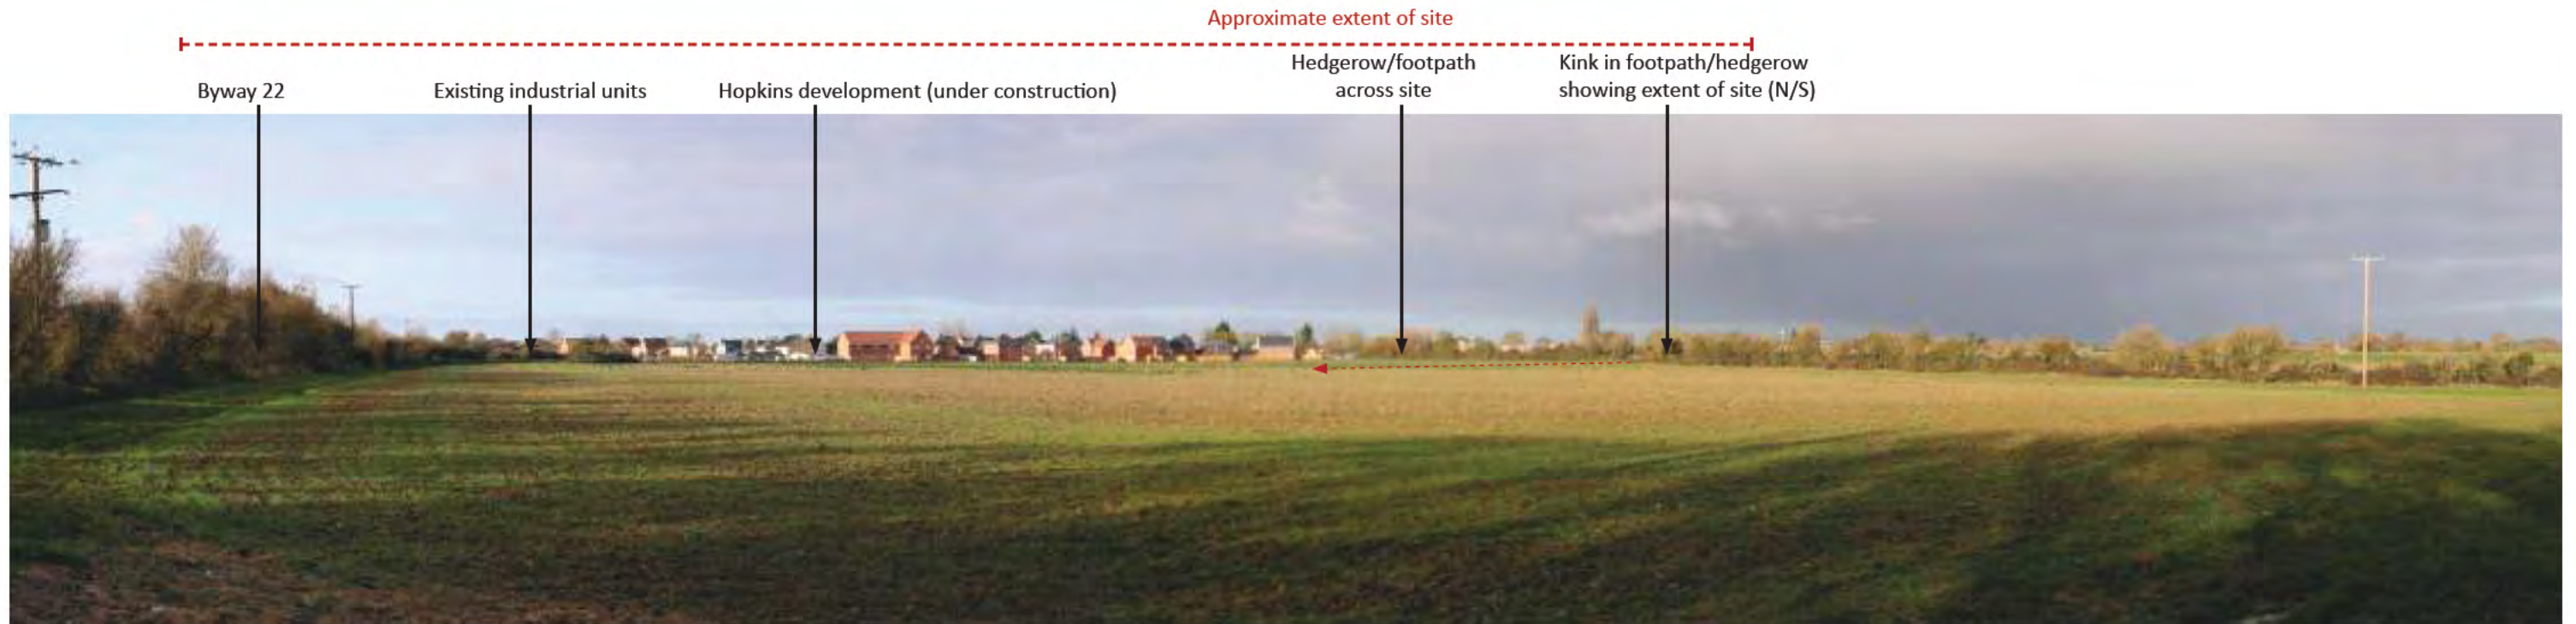 Approximate extent of site
Byway 22
Existing industrial units
Hopkins development (under construction)
Hedgerow/footpath
across site
Kink in footpath/hedgerow
showing extent of site (N/S)